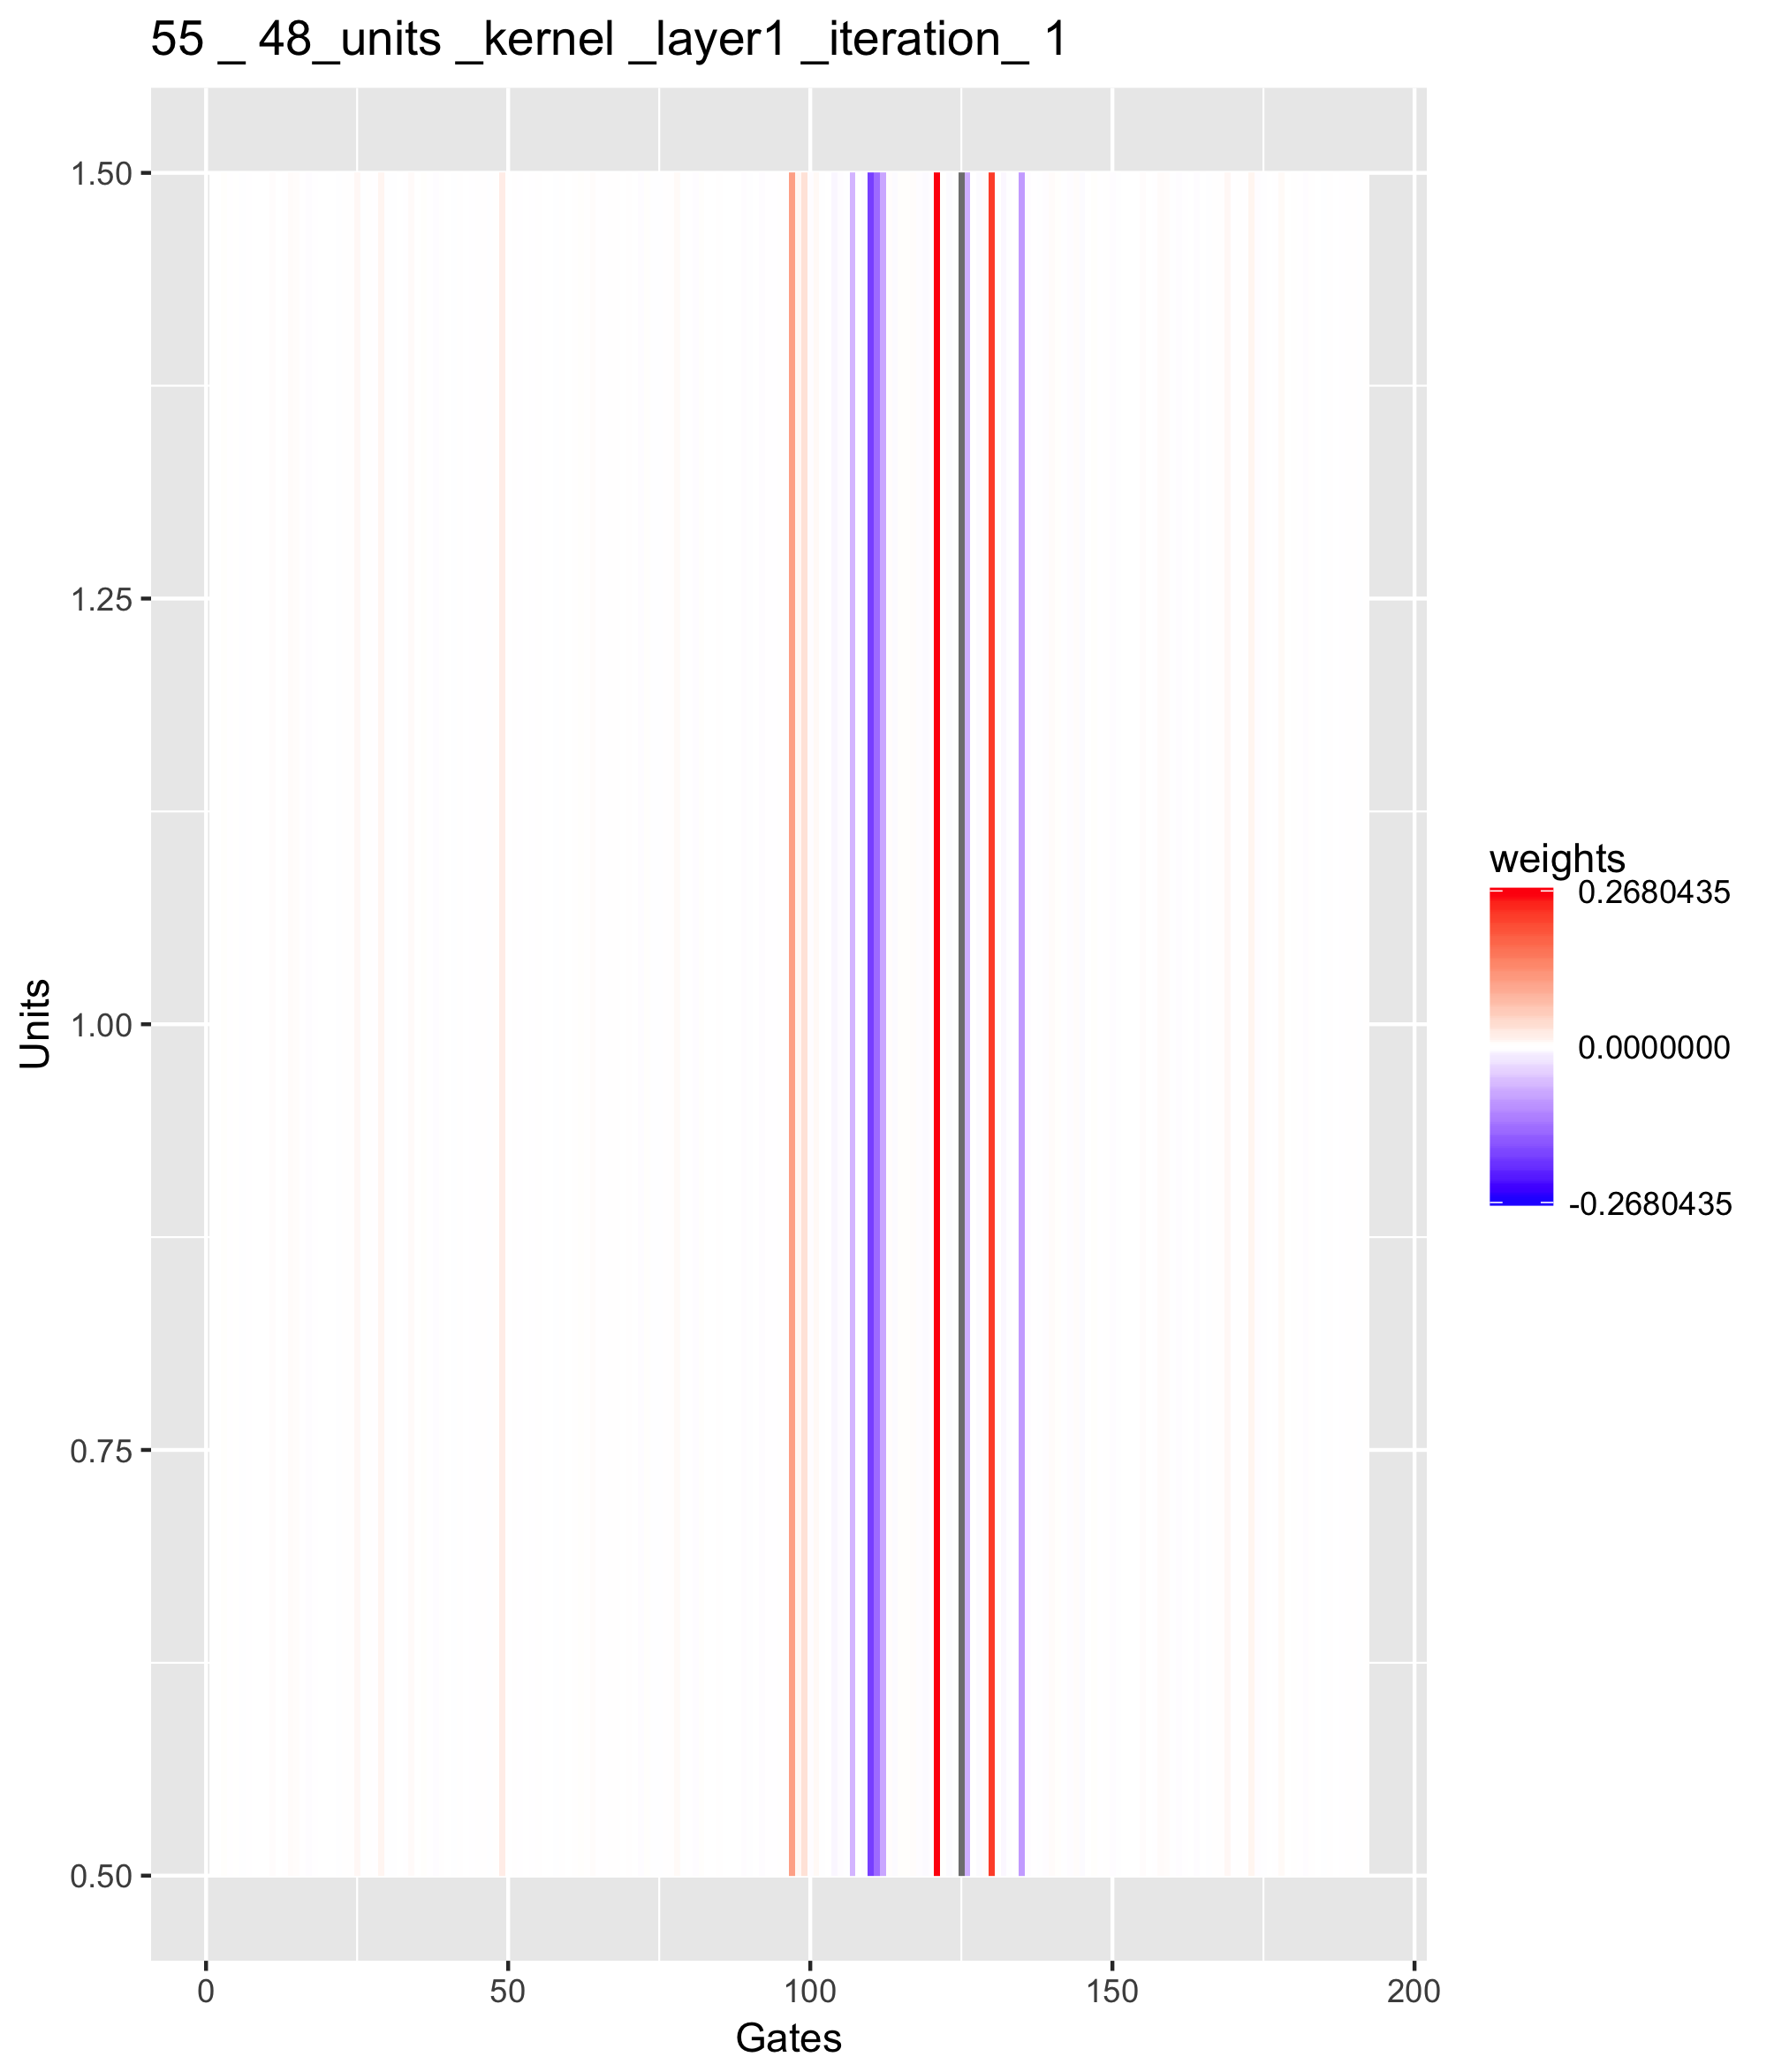 55 _ 48_units _kernel _layer1 _iteration_ 1
1.50
1.25
1.00
0.75
0.50
Units
0 50 100 150 200
Gates
weights
0.2680435
0.0000000
-0.2680435